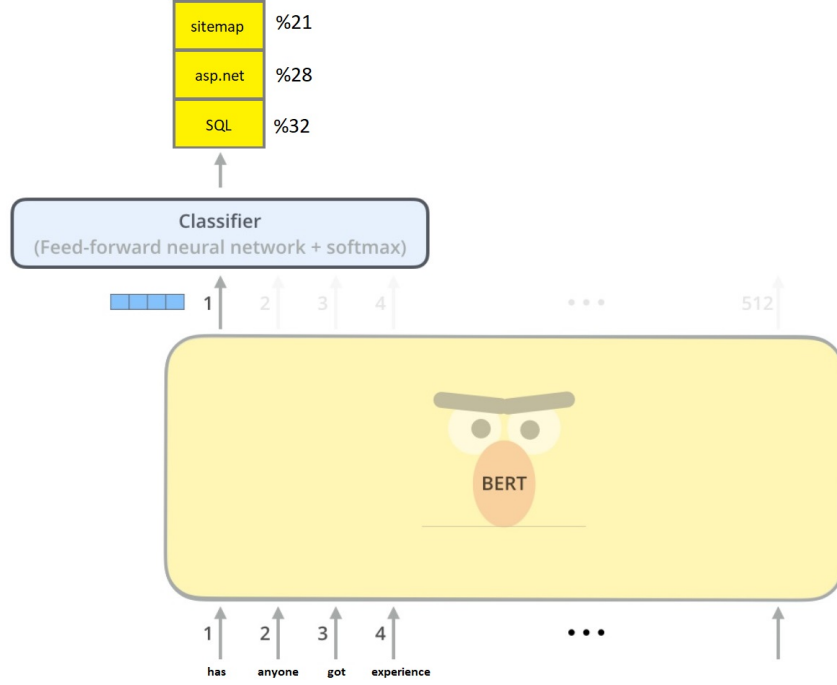 sitemap %21
asp.net %28
SQL %32
Classifier
(Feed-forward neural network + softmax)
1 2 3 4 ••• 512
BERT
1 2 3 4 •••
has anyone got experience